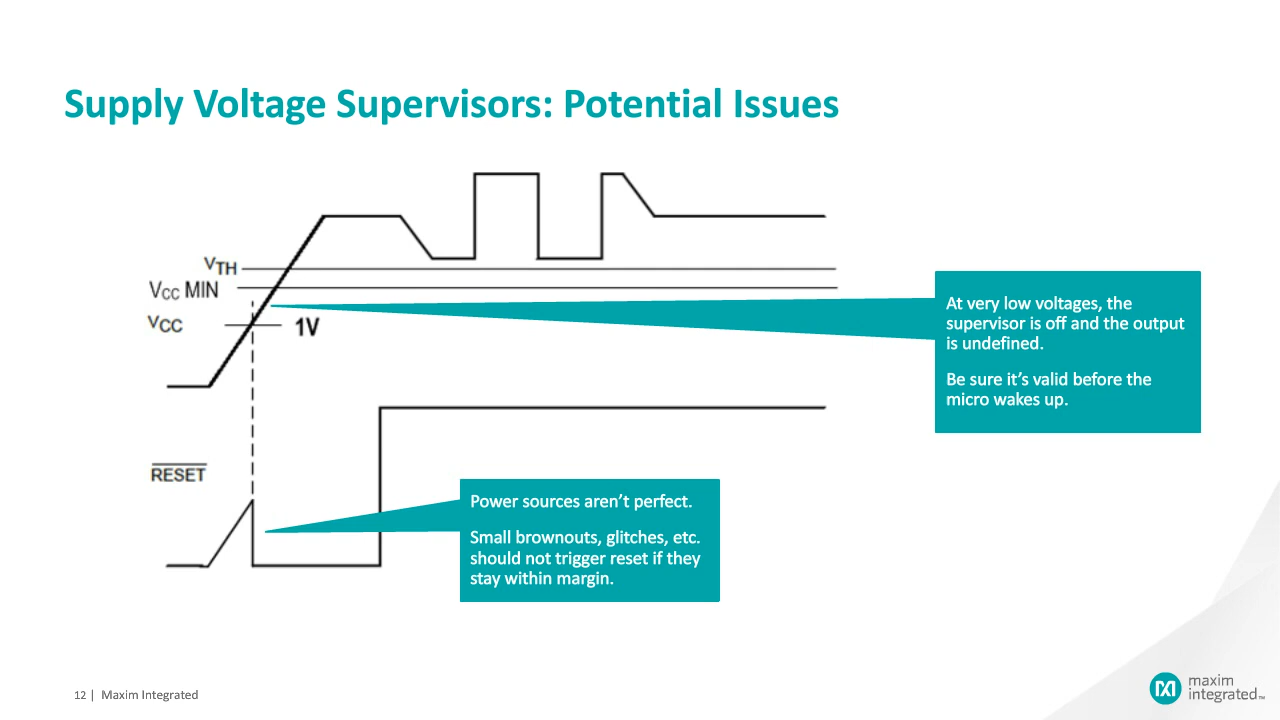 Supply Voltage Supervisors: Potential Issues
VTH
VCC MIN
VCC
1V
At very low voltages, the
supervisor is off and the output
is undefined.
Be sure it's valid before the
micro wakes up.
RESET
Power sources aren't perfect.
Small brownouts, glitches, etc.
should not trigger reset if they
stay within margin.
12 | Maxim Integrated
maxim
integrated™